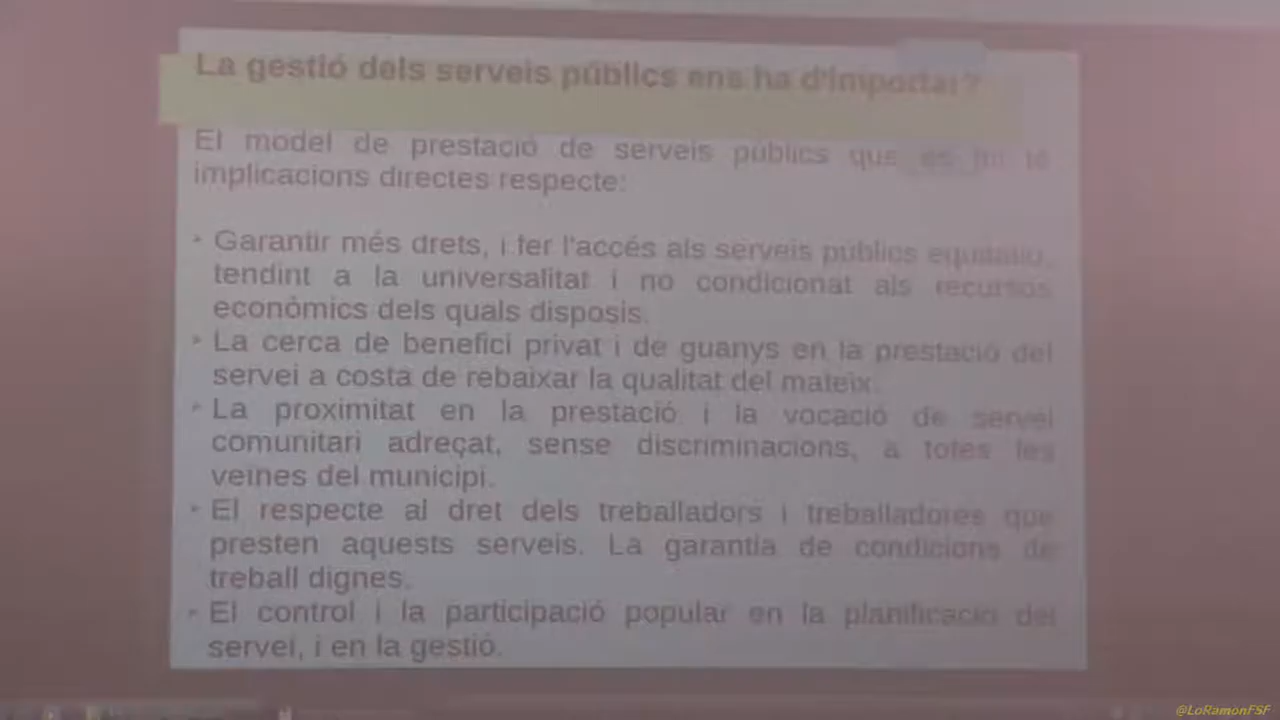 La gestió dels serveis públics ens ha d'importar?
El model de prestació de serveis públics que es fa té
implicacions directes respecte:
Garantir més drets, i fer l'accés als serveis públics equitatiu,
tendint a la universalitat i no condicionat als recursos
econòmics dels quals disposis.
La cerca de benefici privat i de guanys en la prestació del
servei a costa de rebaixar la qualitat del mateix.
La proximitat en la prestació i la vocació de servei
comunitari adreçat, sense discriminacions, a totes les
veïnes del municipi.
El respecte al dret dels treballadors i treballadores que
presten aquests serveis. La garantia de condicions de
treball dignes.
El control i la participació popular en la planificació del
servei, i en la gestió.
@LoRamonFSF